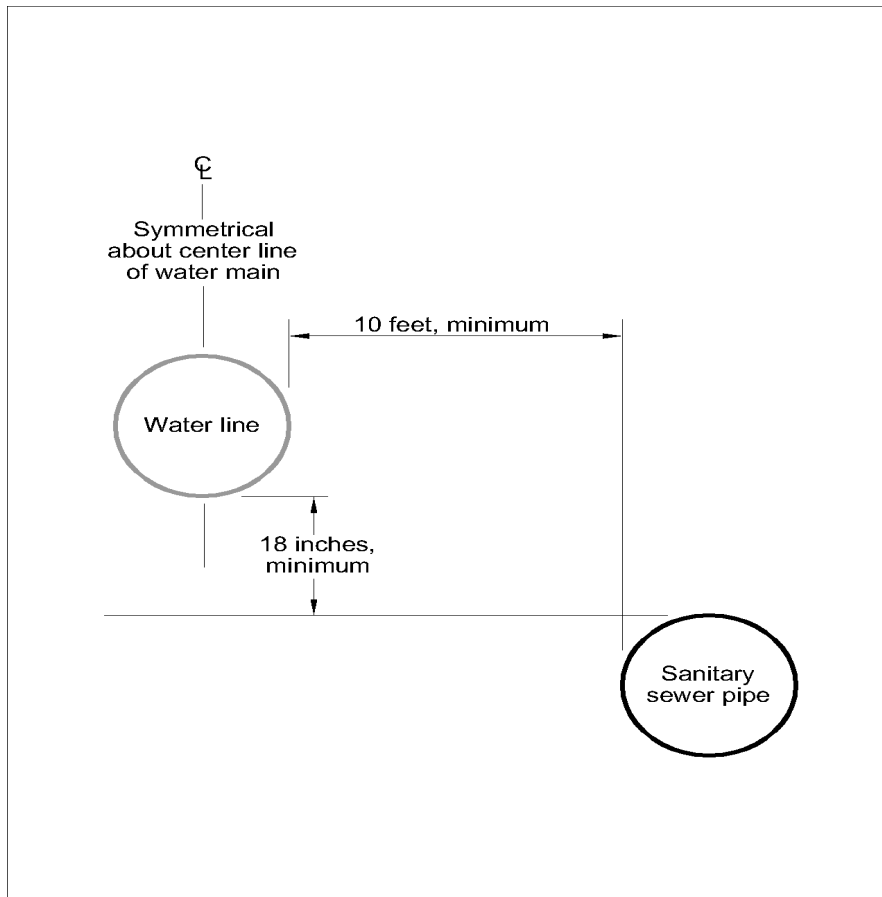 ℄
Symmetrical
about center line
of water main
10 feet, minimum
Water line
18 inches,
minimum
Sanitary
sewer pipe